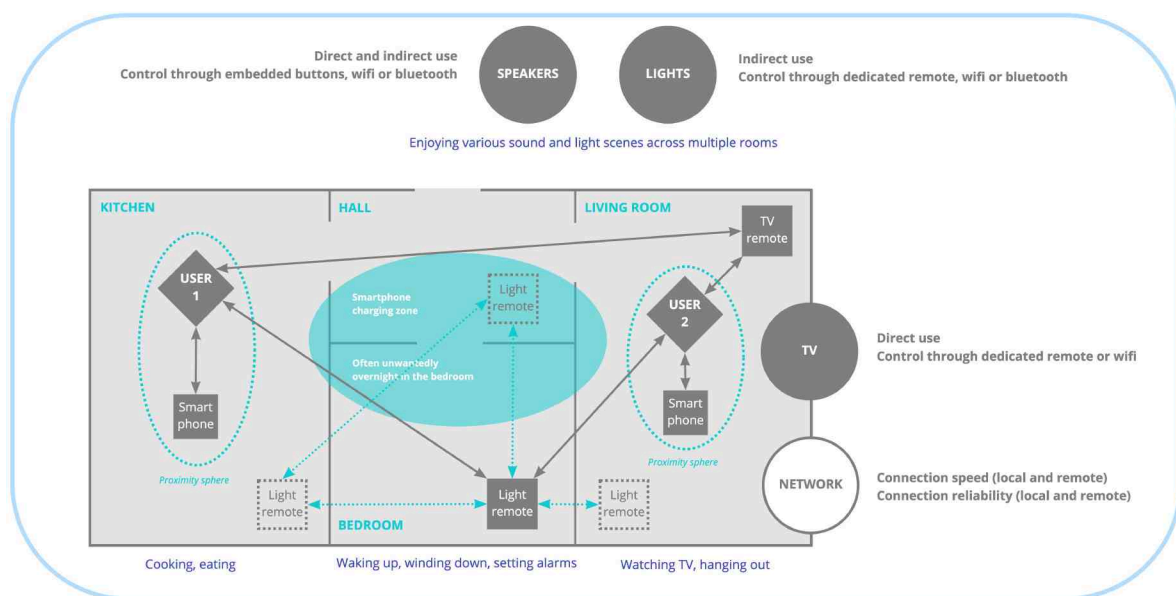 Direct and indirect use
Control through embedded buttons, wifi or bluetooth
SPEAKERS
LIGHTS
Indirect use
Control through dedicated remote, wifi or bluetooth
Enjoying various sound and light scenes across multiple rooms
KITCHEN
HALL
LIVING ROOM
TV
remote
USER
1
Smartphone
charging zone
Light
remote
USER
2
Often unwantedly
overnight in the bedroom
TV
Direct use
Control through dedicated remote or wifi
Smart
phone
Smart
phone
Proximity sphere
Proximity sphere
Light
remote
Light
remote
Light
remote
BEDROOM
NETWORK
Connection speed (local and remote)
Connection reliability (local and remote)
Cooking, eating
Waking up, winding down, setting alarms
Watching TV, hanging out